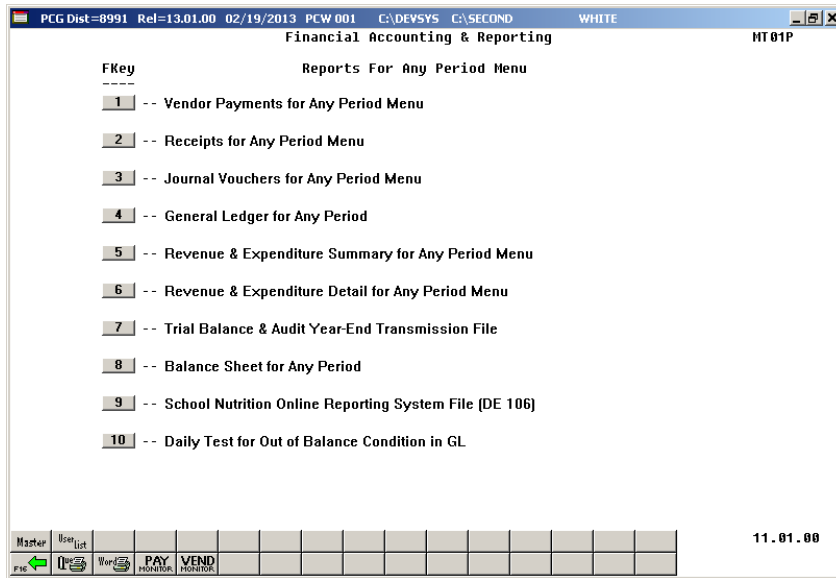 PCG Dist=8991 Rel=13.01.00 02/19/2013 PCW 001 C:\DEVSYS C:\SECOND WHITE
Financial Accounting & Reporting MT01P
FKey Reports For Any Period Menu
----
1 -- Vendor Payments for Any Period Menu
2 -- Receipts for Any Period Menu
3 -- Journal Vouchers for Any Period Menu
4 -- General Ledger for Any Period
5 -- Revenue & Expenditure Summary for Any Period Menu
6 -- Revenue & Expenditure Detail for Any Period Menu
7 -- Trial Balance & Audit Year-End Transmission File
8 -- Balance Sheet for Any Period
9 -- School Nutrition Online Reporting System File (DE 106)
10 -- Daily Test for Out of Balance Condition in GL
Master User list 11.01.00
F16 Que Word PAY MONITOR VEND MONITOR